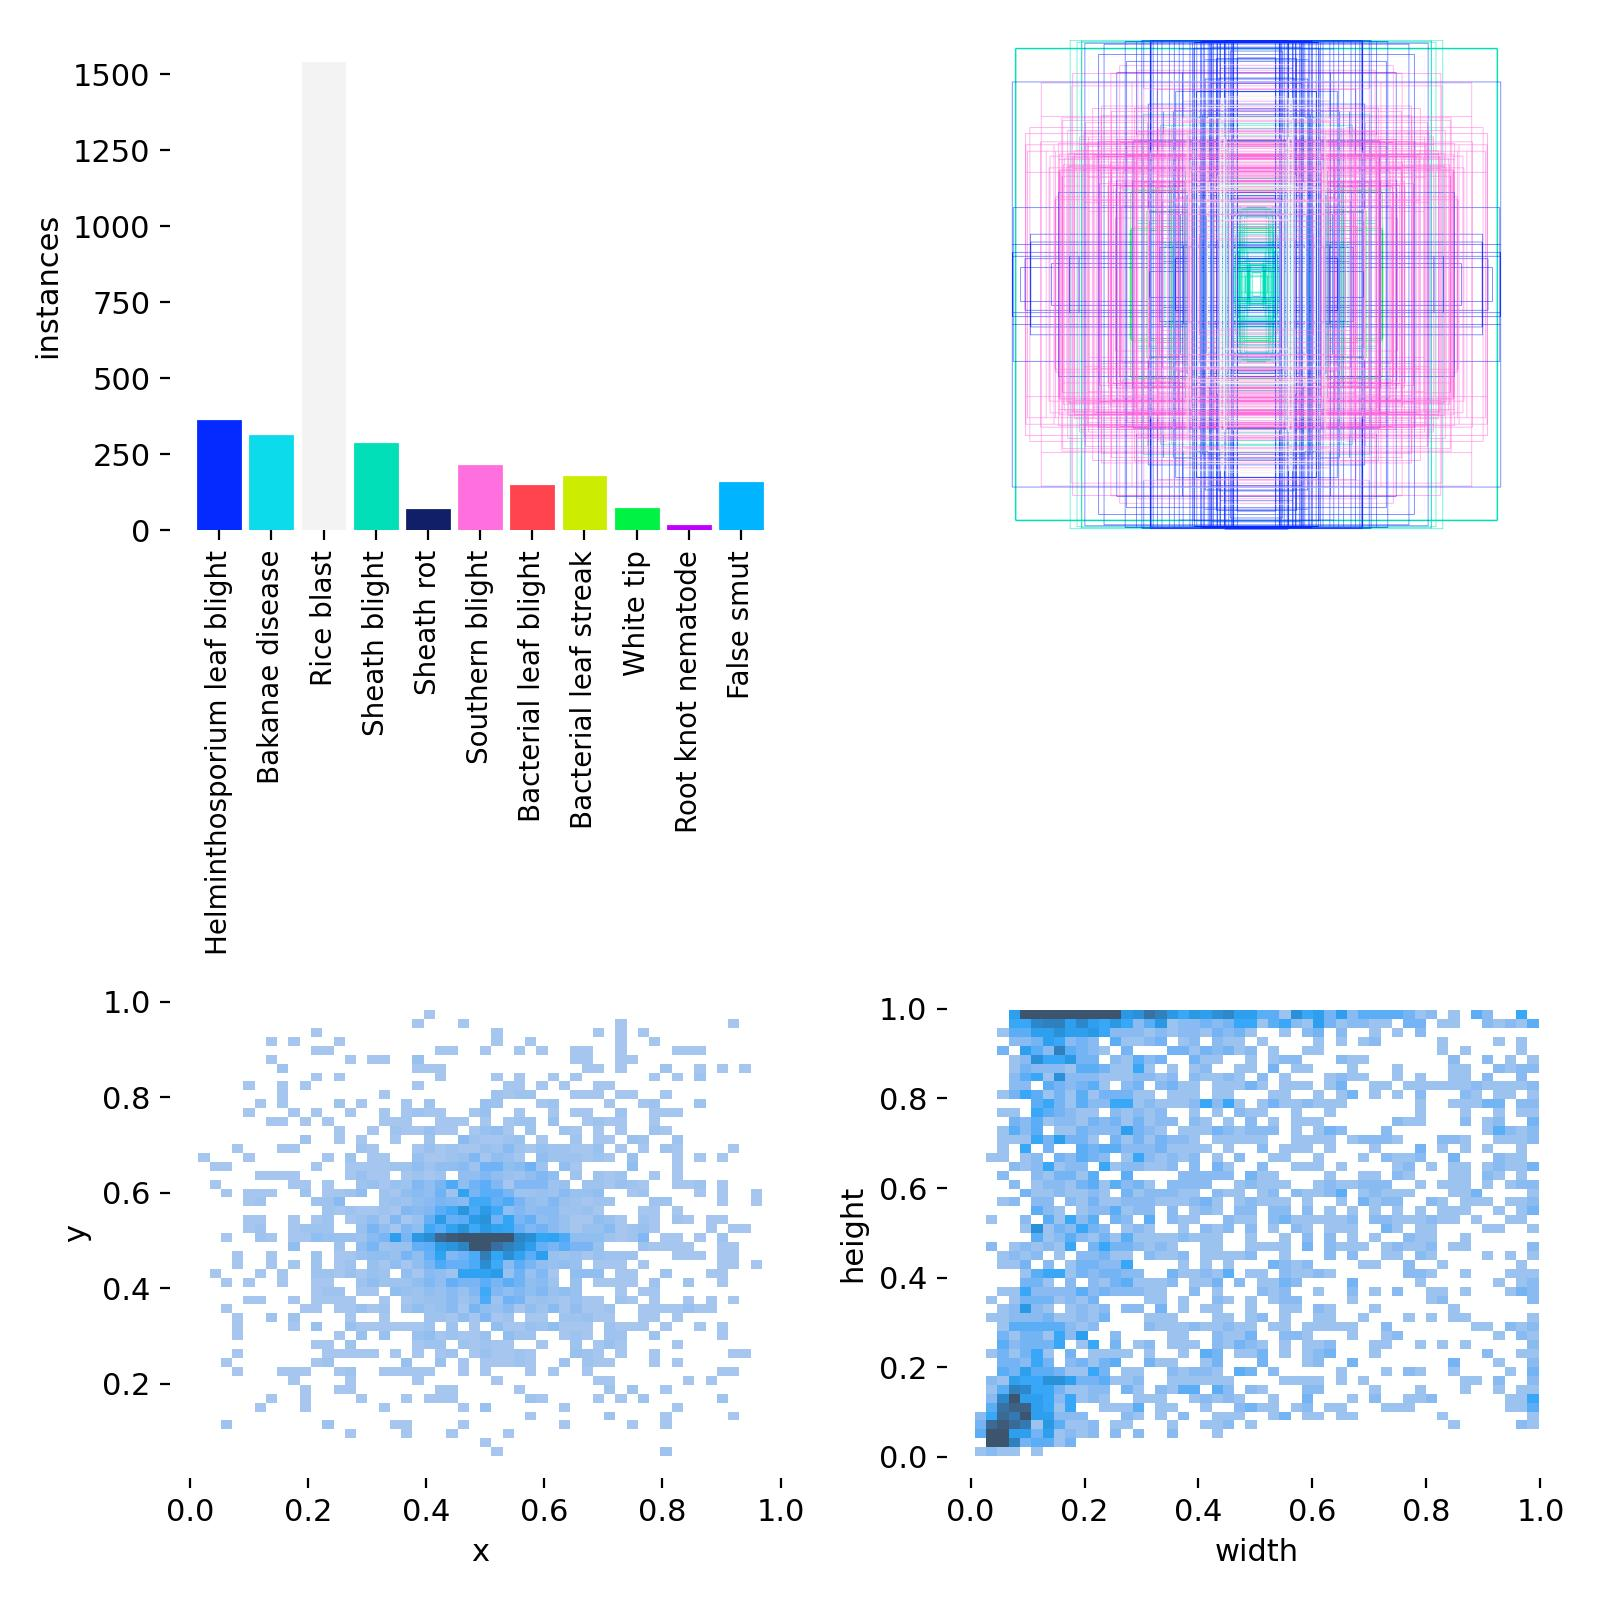 instances
1500
1250
1000
750
500
250
0
Helminthosporium leaf blight
Bakanae disease
Rice blast
Sheath blight
Sheath rot
Southern blight
Bacterial leaf blight
Bacterial leaf streak
White tip
Root knot nematode
False smut
y
1.0
0.8
0.6
0.4
0.2
0.0 0.2 0.4 0.6 0.8 1.0
x
height
1.0
0.8
0.6
0.4
0.2
0.0
0.0 0.2 0.4 0.6 0.8 1.0
width